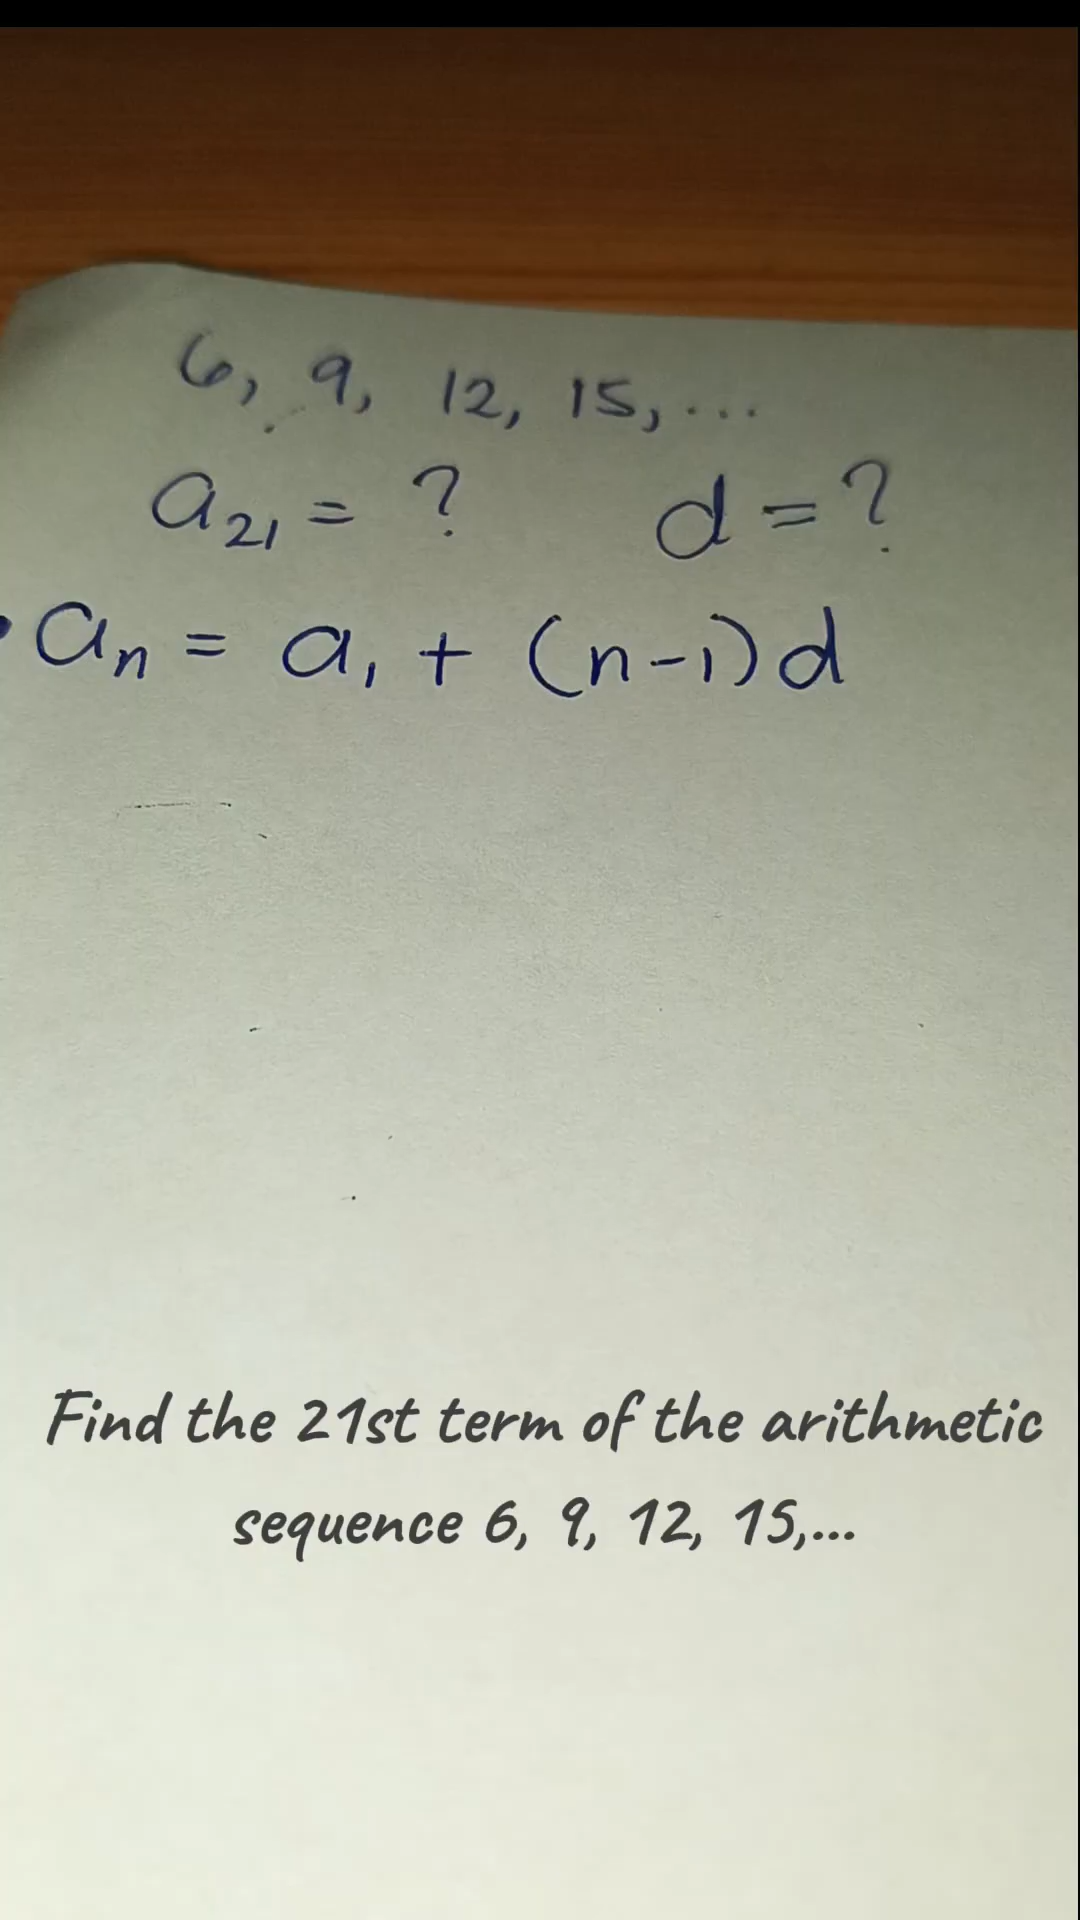 6, 9, 12, 15, ...
a₂₁ = ? d = ?
aₙ = a₁ + (n-1)d
Find the 21st term of the arithmetic
sequence 6, 9, 12, 15,...